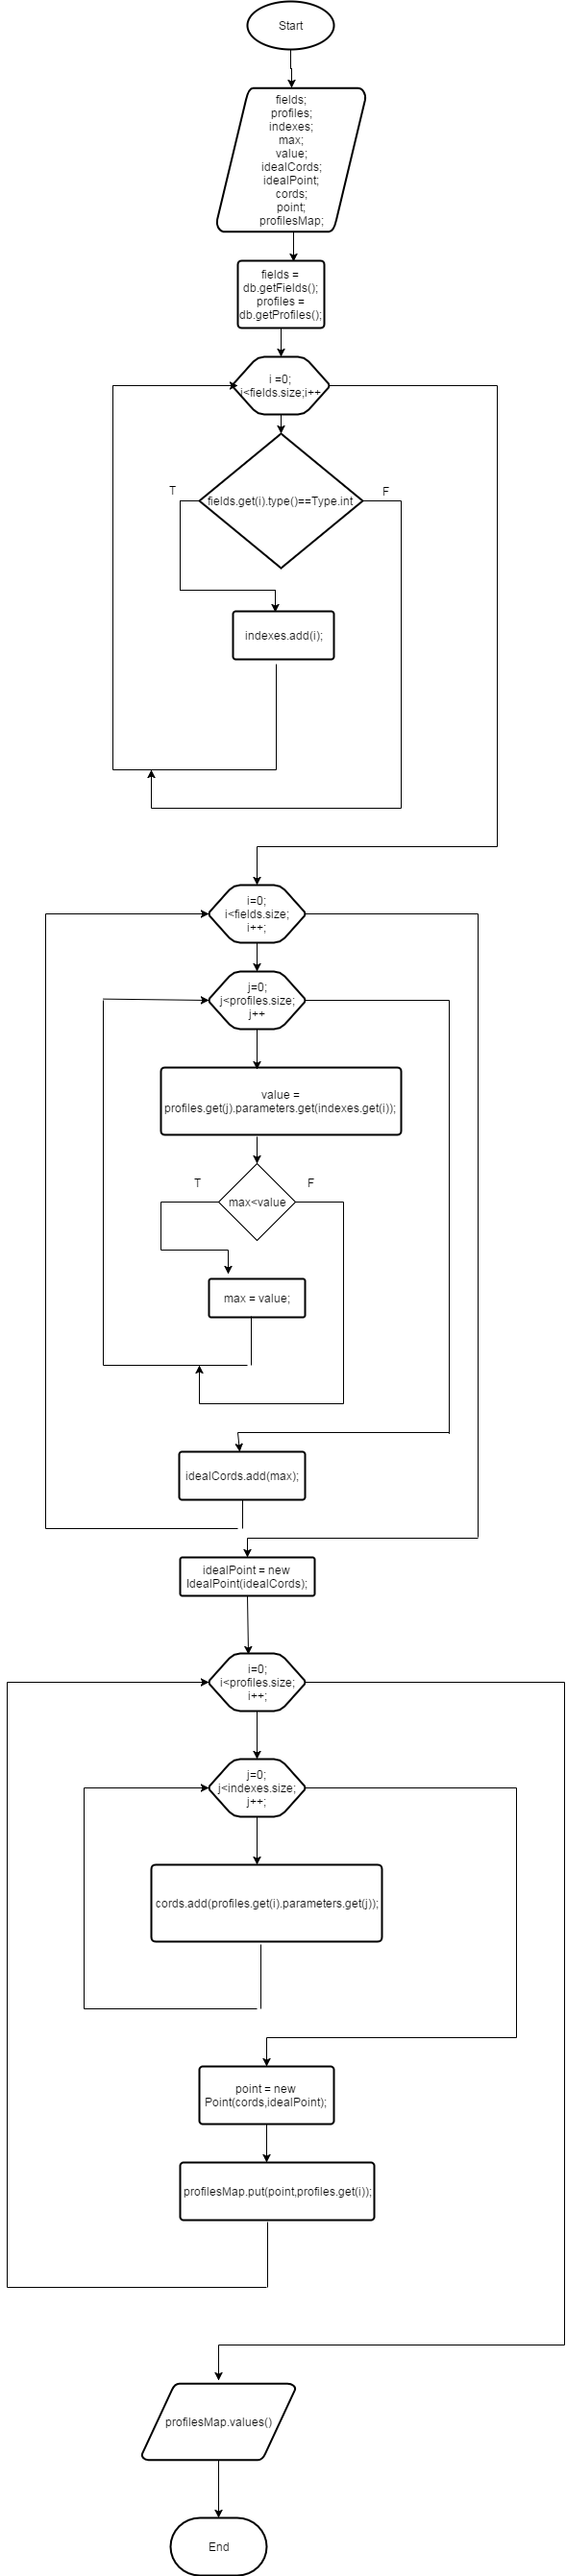 Start
fields;
profiles;
indexes;
max;
value;
idealCords;
idealPoint;
cords;
point;
profilesMap;
fields =
db.getFields();
profiles =
db.getProfiles();
i =0;
i<fields.size;i++
T
F
fields.get(i).type()==Type.int
indexes.add(i);
i=0;
i<fields.size;
i++;
j=0;
j<profiles.size;
j++
value =
profiles.get(j).parameters.get(indexes.get(i));
T
F
max<value
max = value;
idealCords.add(max);
idealPoint = new
IdealPoint(idealCords);
i=0;
i<profiles.size;
i++;
j=0;
j<indexes.size;
j++;
cords.add(profiles.get(i).parameters.get(j));
point = new
Point(cords,idealPoint);
profilesMap.put(point,profiles.get(i));
profilesMap.values()
End